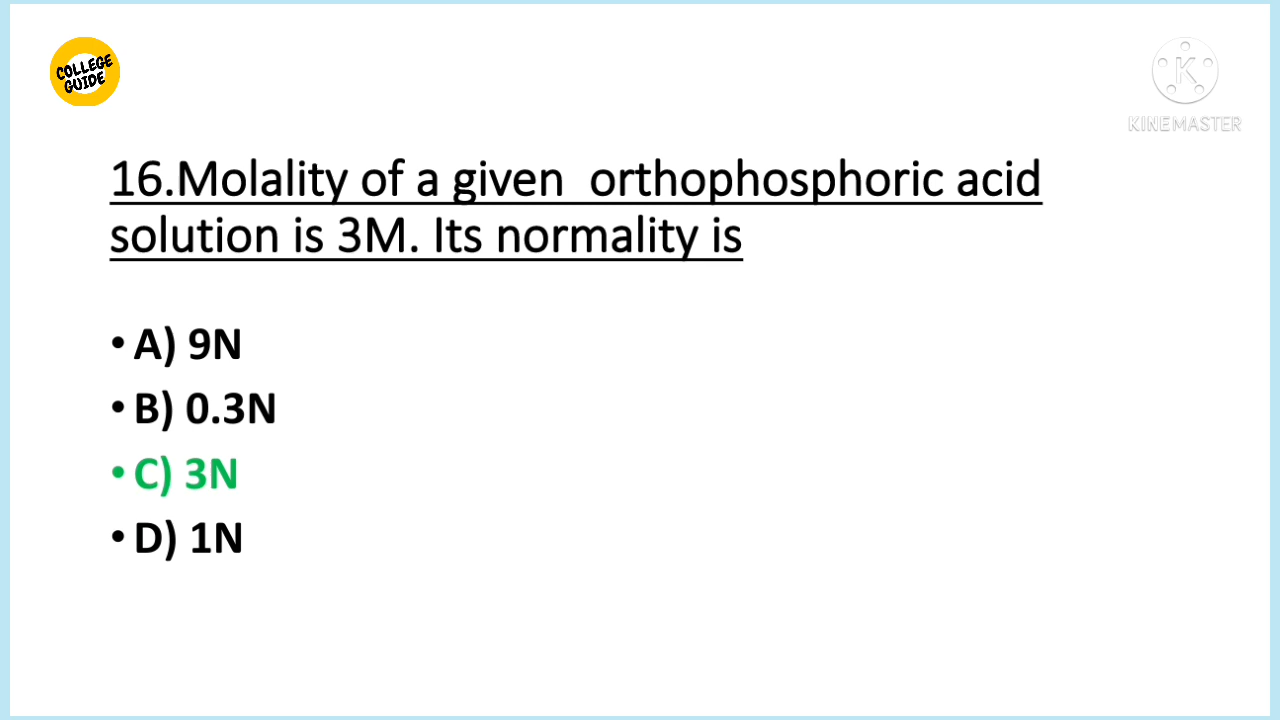 COLLEGE
GUIDE
KINEMASTER
16.Molality of a given  orthophosphoric acid
solution is 3M. Its normality is
• A) 9N
• B) 0.3N
• C) 3N
• D) 1N